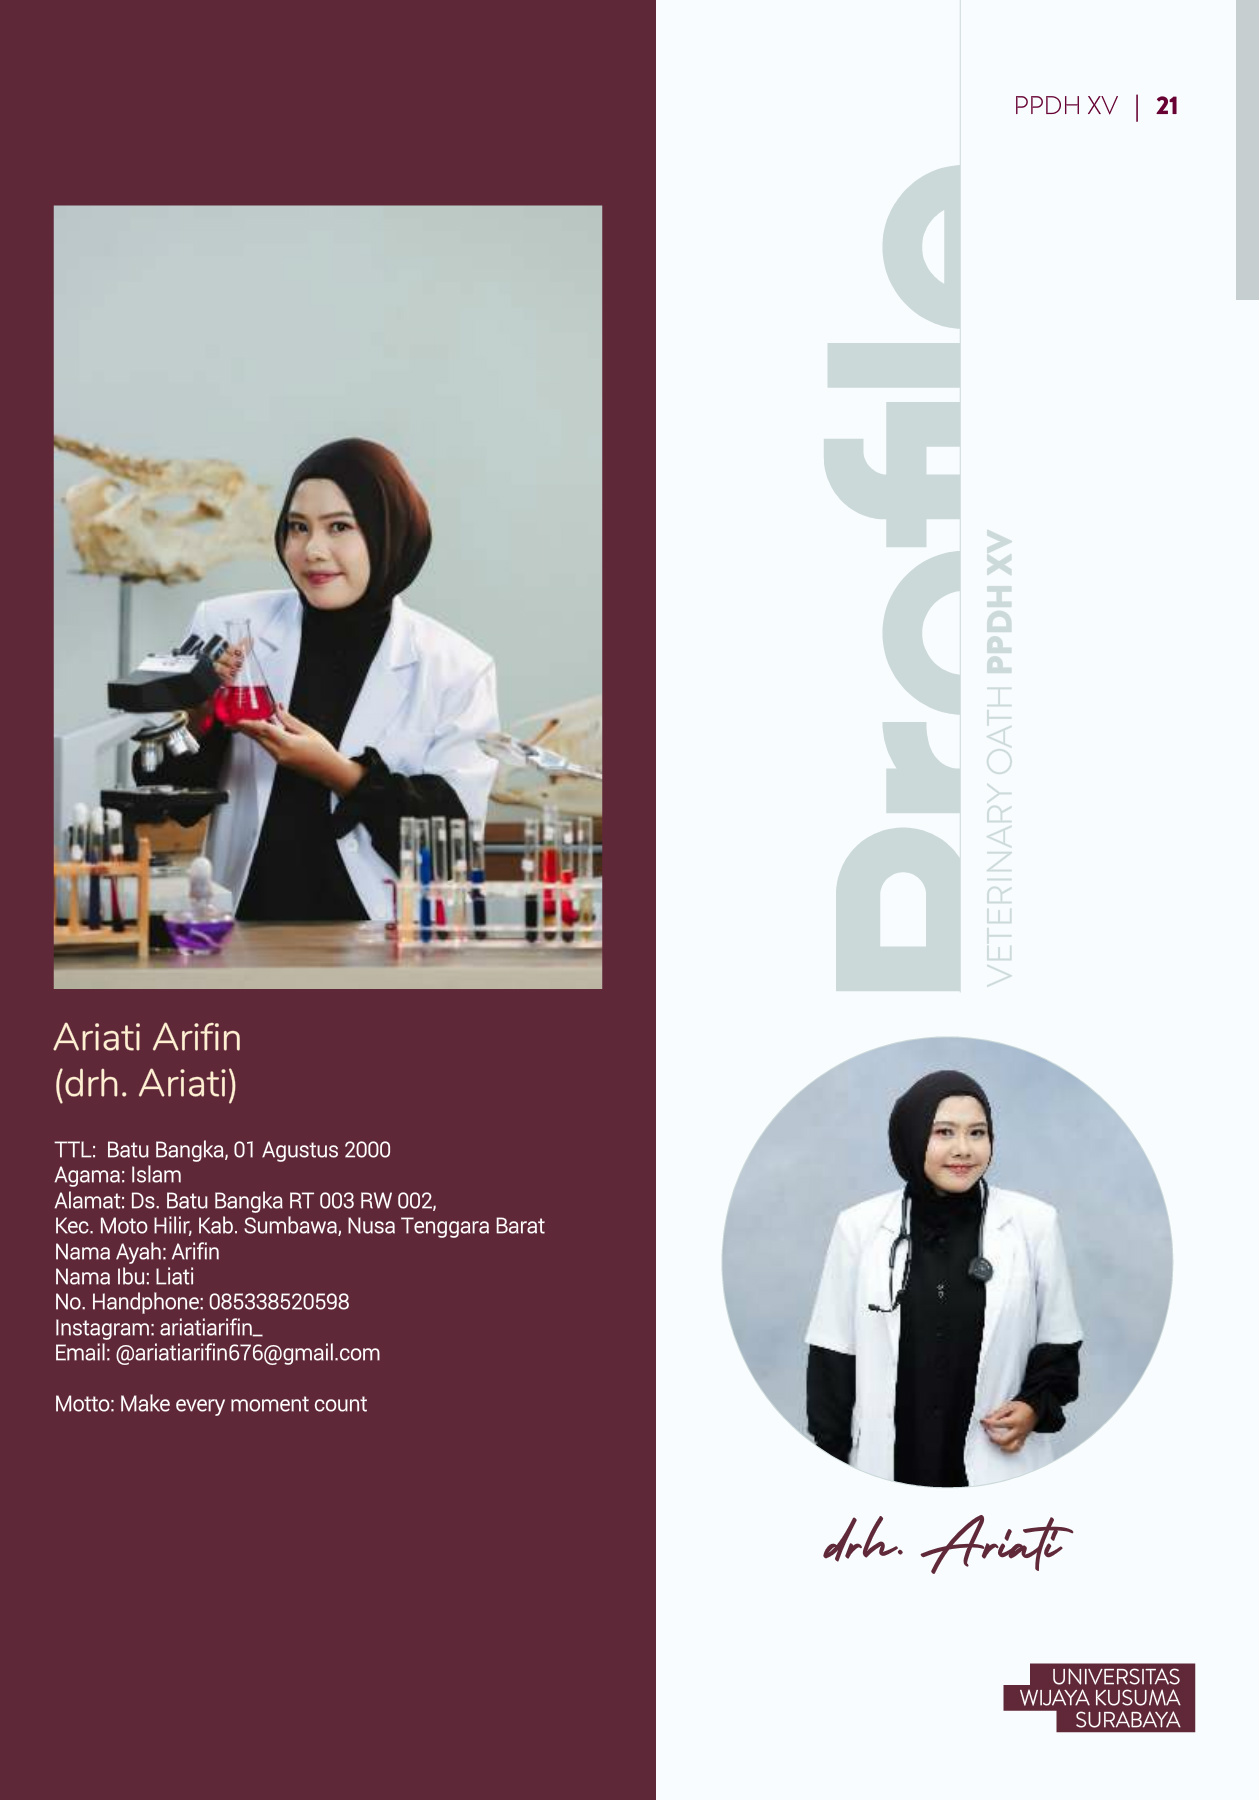 PPDH XV | 21
Profile
VETERINARY OATH PPDH XV
Ariati Arifin
(drh. Ariati)
TTL:  Batu Bangka, 01 Agustus 2000
Agama: Islam
Alamat: Ds. Batu Bangka RT 003 RW 002,
Kec. Moto Hilir, Kab. Sumbawa, Nusa Tenggara Barat
Nama Ayah: Arifin
Nama Ibu: Liati
No. Handphone: 085338520598
Instagram: ariatiarifin_
Email: @ariatiarifin676@gmail.com
Motto: Make every moment count
drh. Ariati
UNIVERSITAS
WIJAYA KUSUMA
SURABAYA